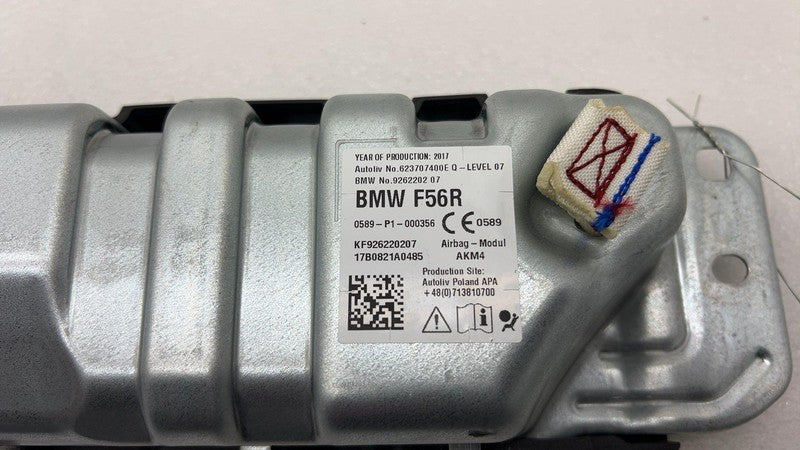 YEAR OF PRODUCTION: 2017
Autoliv No.623707400E Q-LEVEL 07
BMW No.9262202 07
BMW F56R
0589-P1-000356 CE 0589
KF926220207 Airbag-Modul
17B0821A0485 AKM4
Production Site:
Autoliv Poland APA
+48(0)713810700